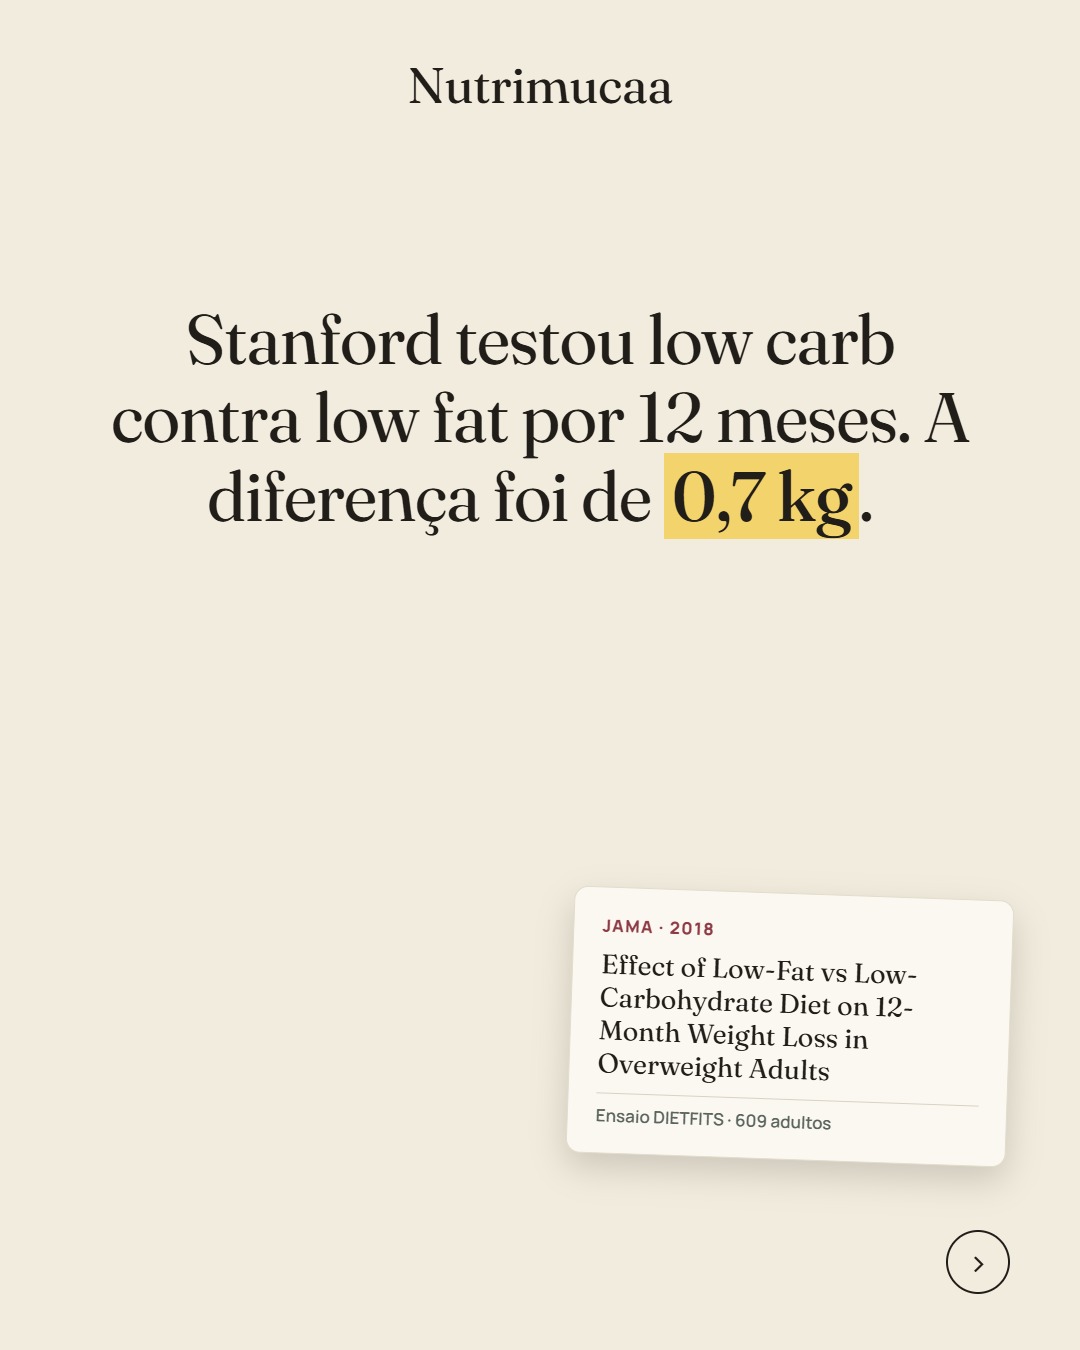 Nutrimucaa
Stanford testou low carb
contra low fat por 12 meses. A
diferença foi de 0,7 kg.
JAMA · 2018
Effect of Low-Fat vs Low-
Carbohydrate Diet on 12-
Month Weight Loss in
Overweight Adults
Ensaio DIETFITS · 609 adultos